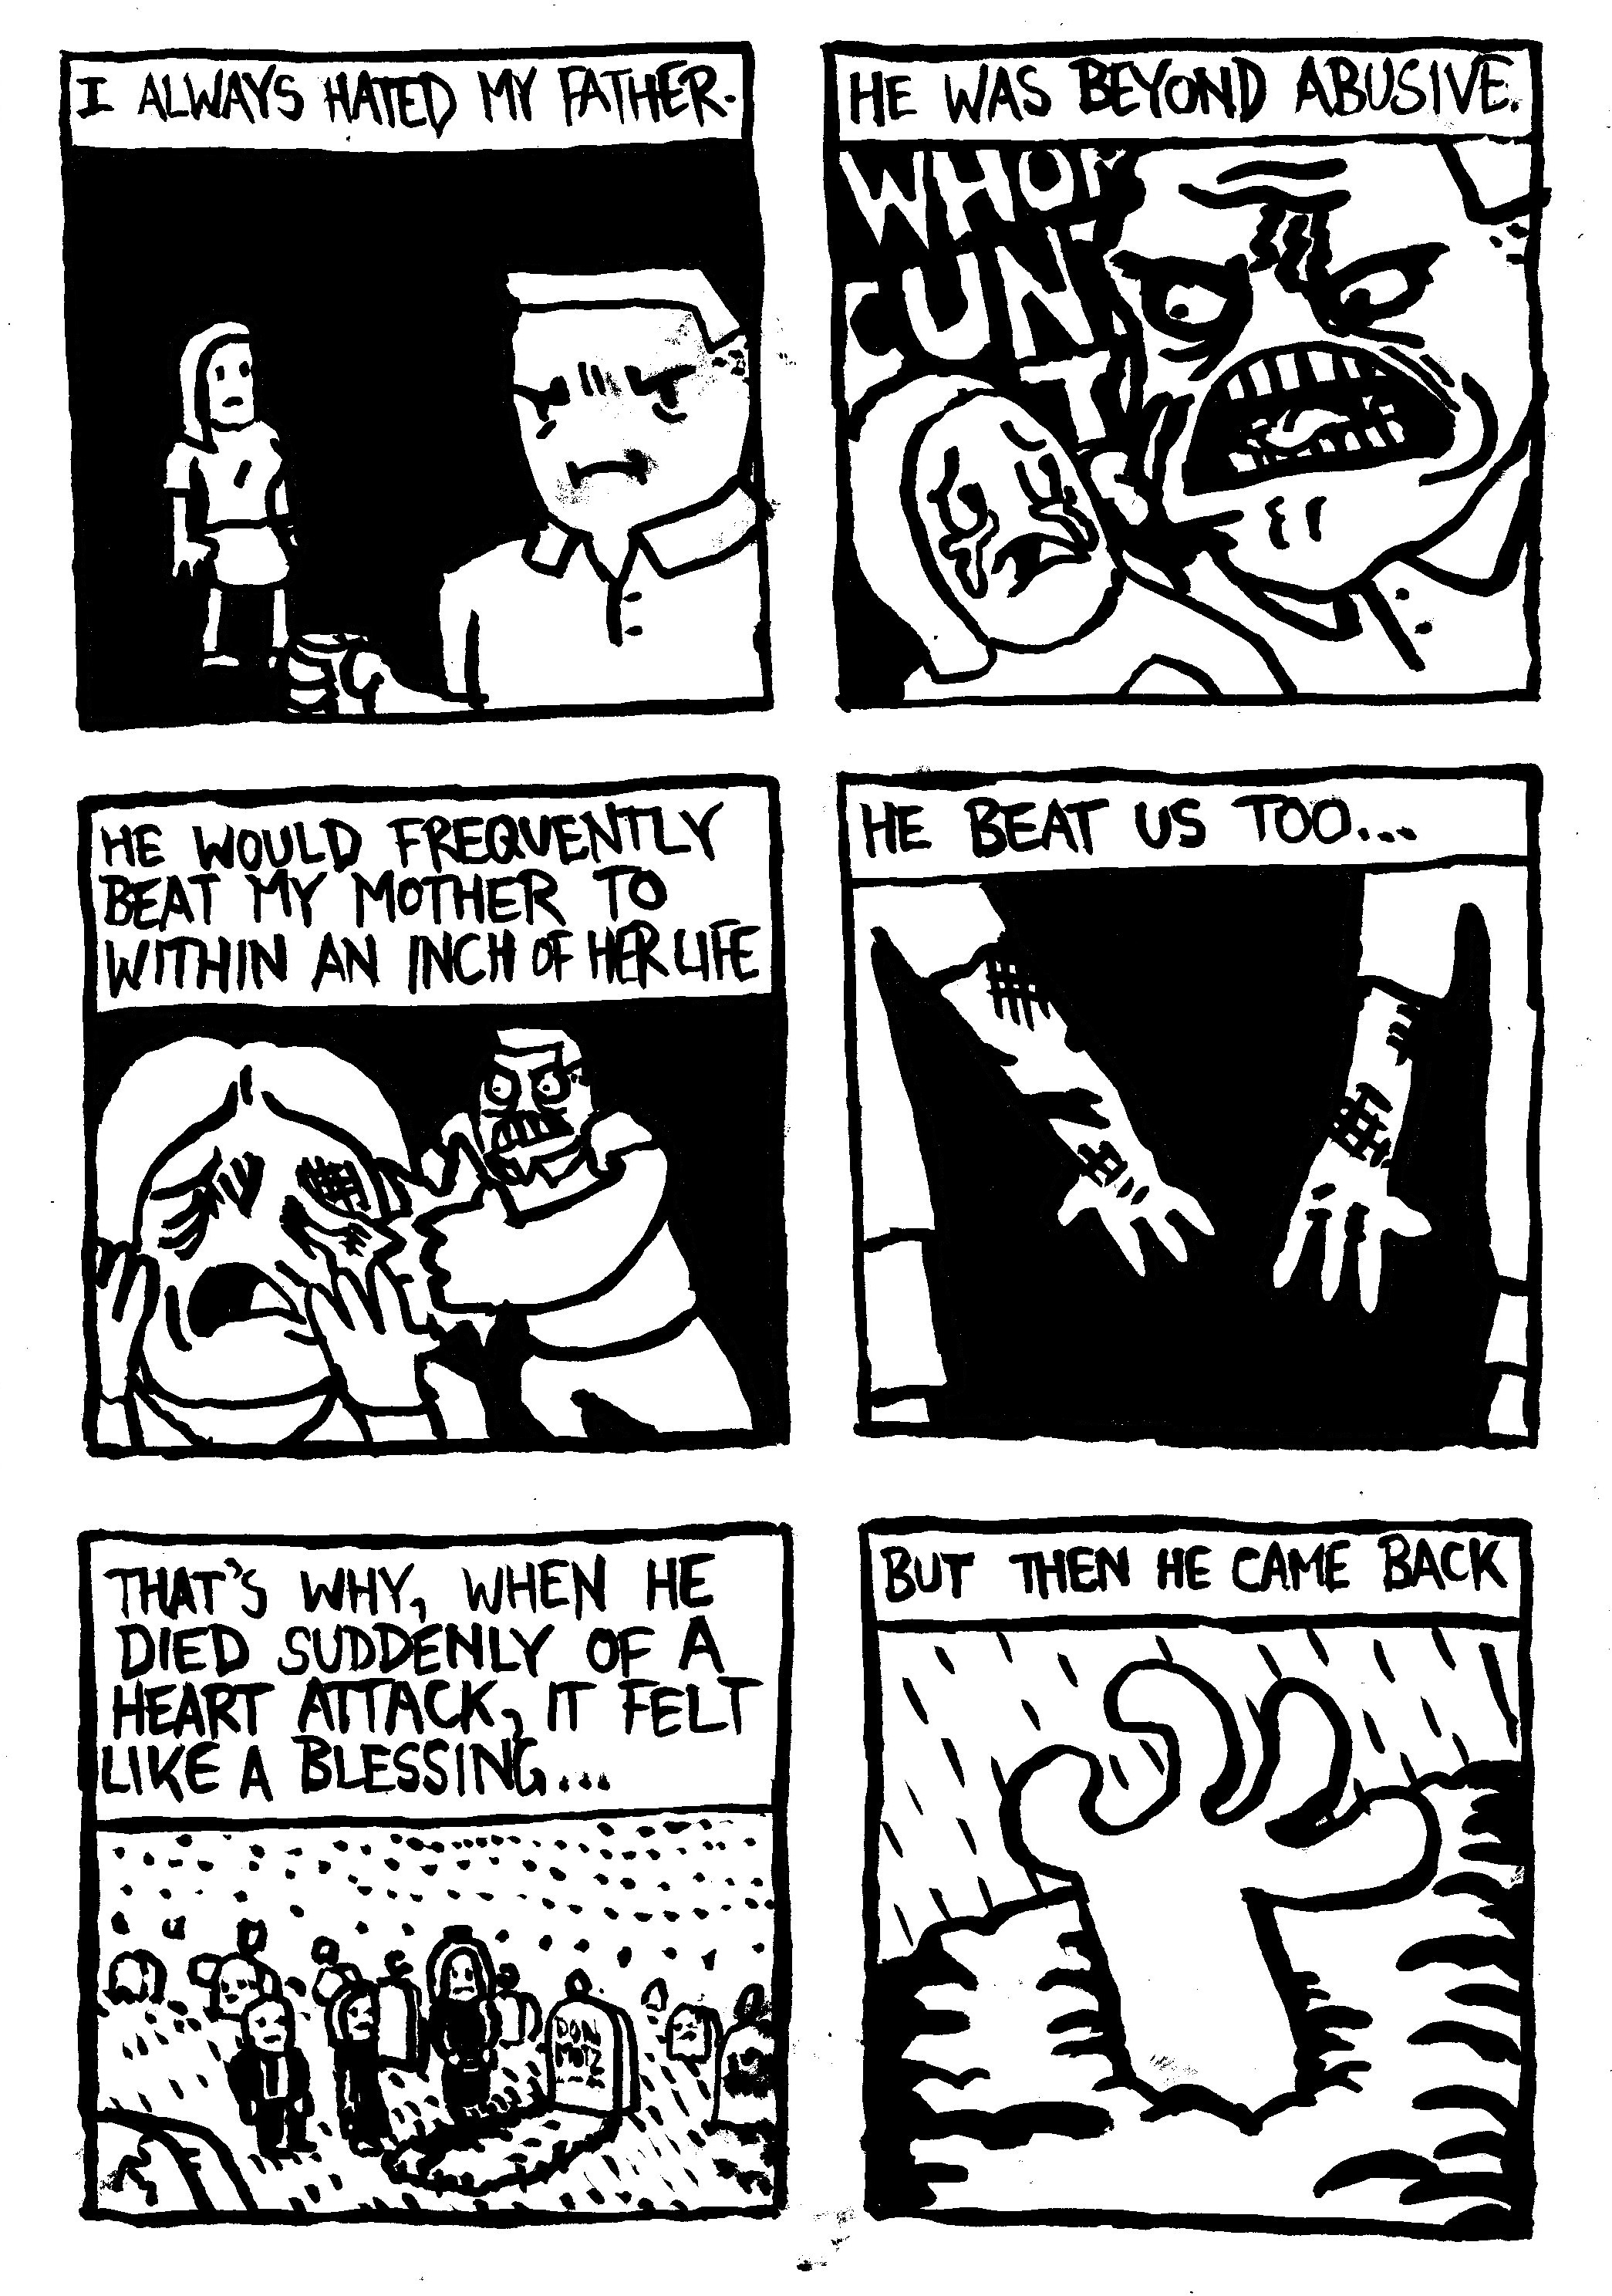 I ALWAYS HATED MY FATHER.
HE WAS BEYOND ABUSIVE.
WHOR
CUN
T
HE WOULD FREQUENTLY
BEAT MY MOTHER TO
WITHIN AN INCH OF HER LIFE
HE BEAT US TOO...
THAT'S WHY, WHEN HE
DIED SUDDENLY OF A
HEART ATTACK, IT FELT
LIKE A BLESSING...
DON
MOTZ
BUT THEN HE CAME BACK